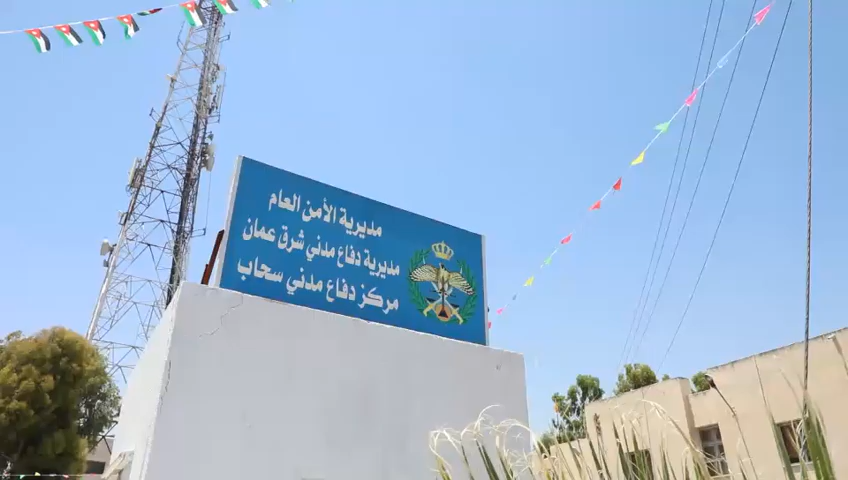 مديرية الأمن العام
مديرية دفاع مدني شرق عمان
مركز دفاع مدني سحاب